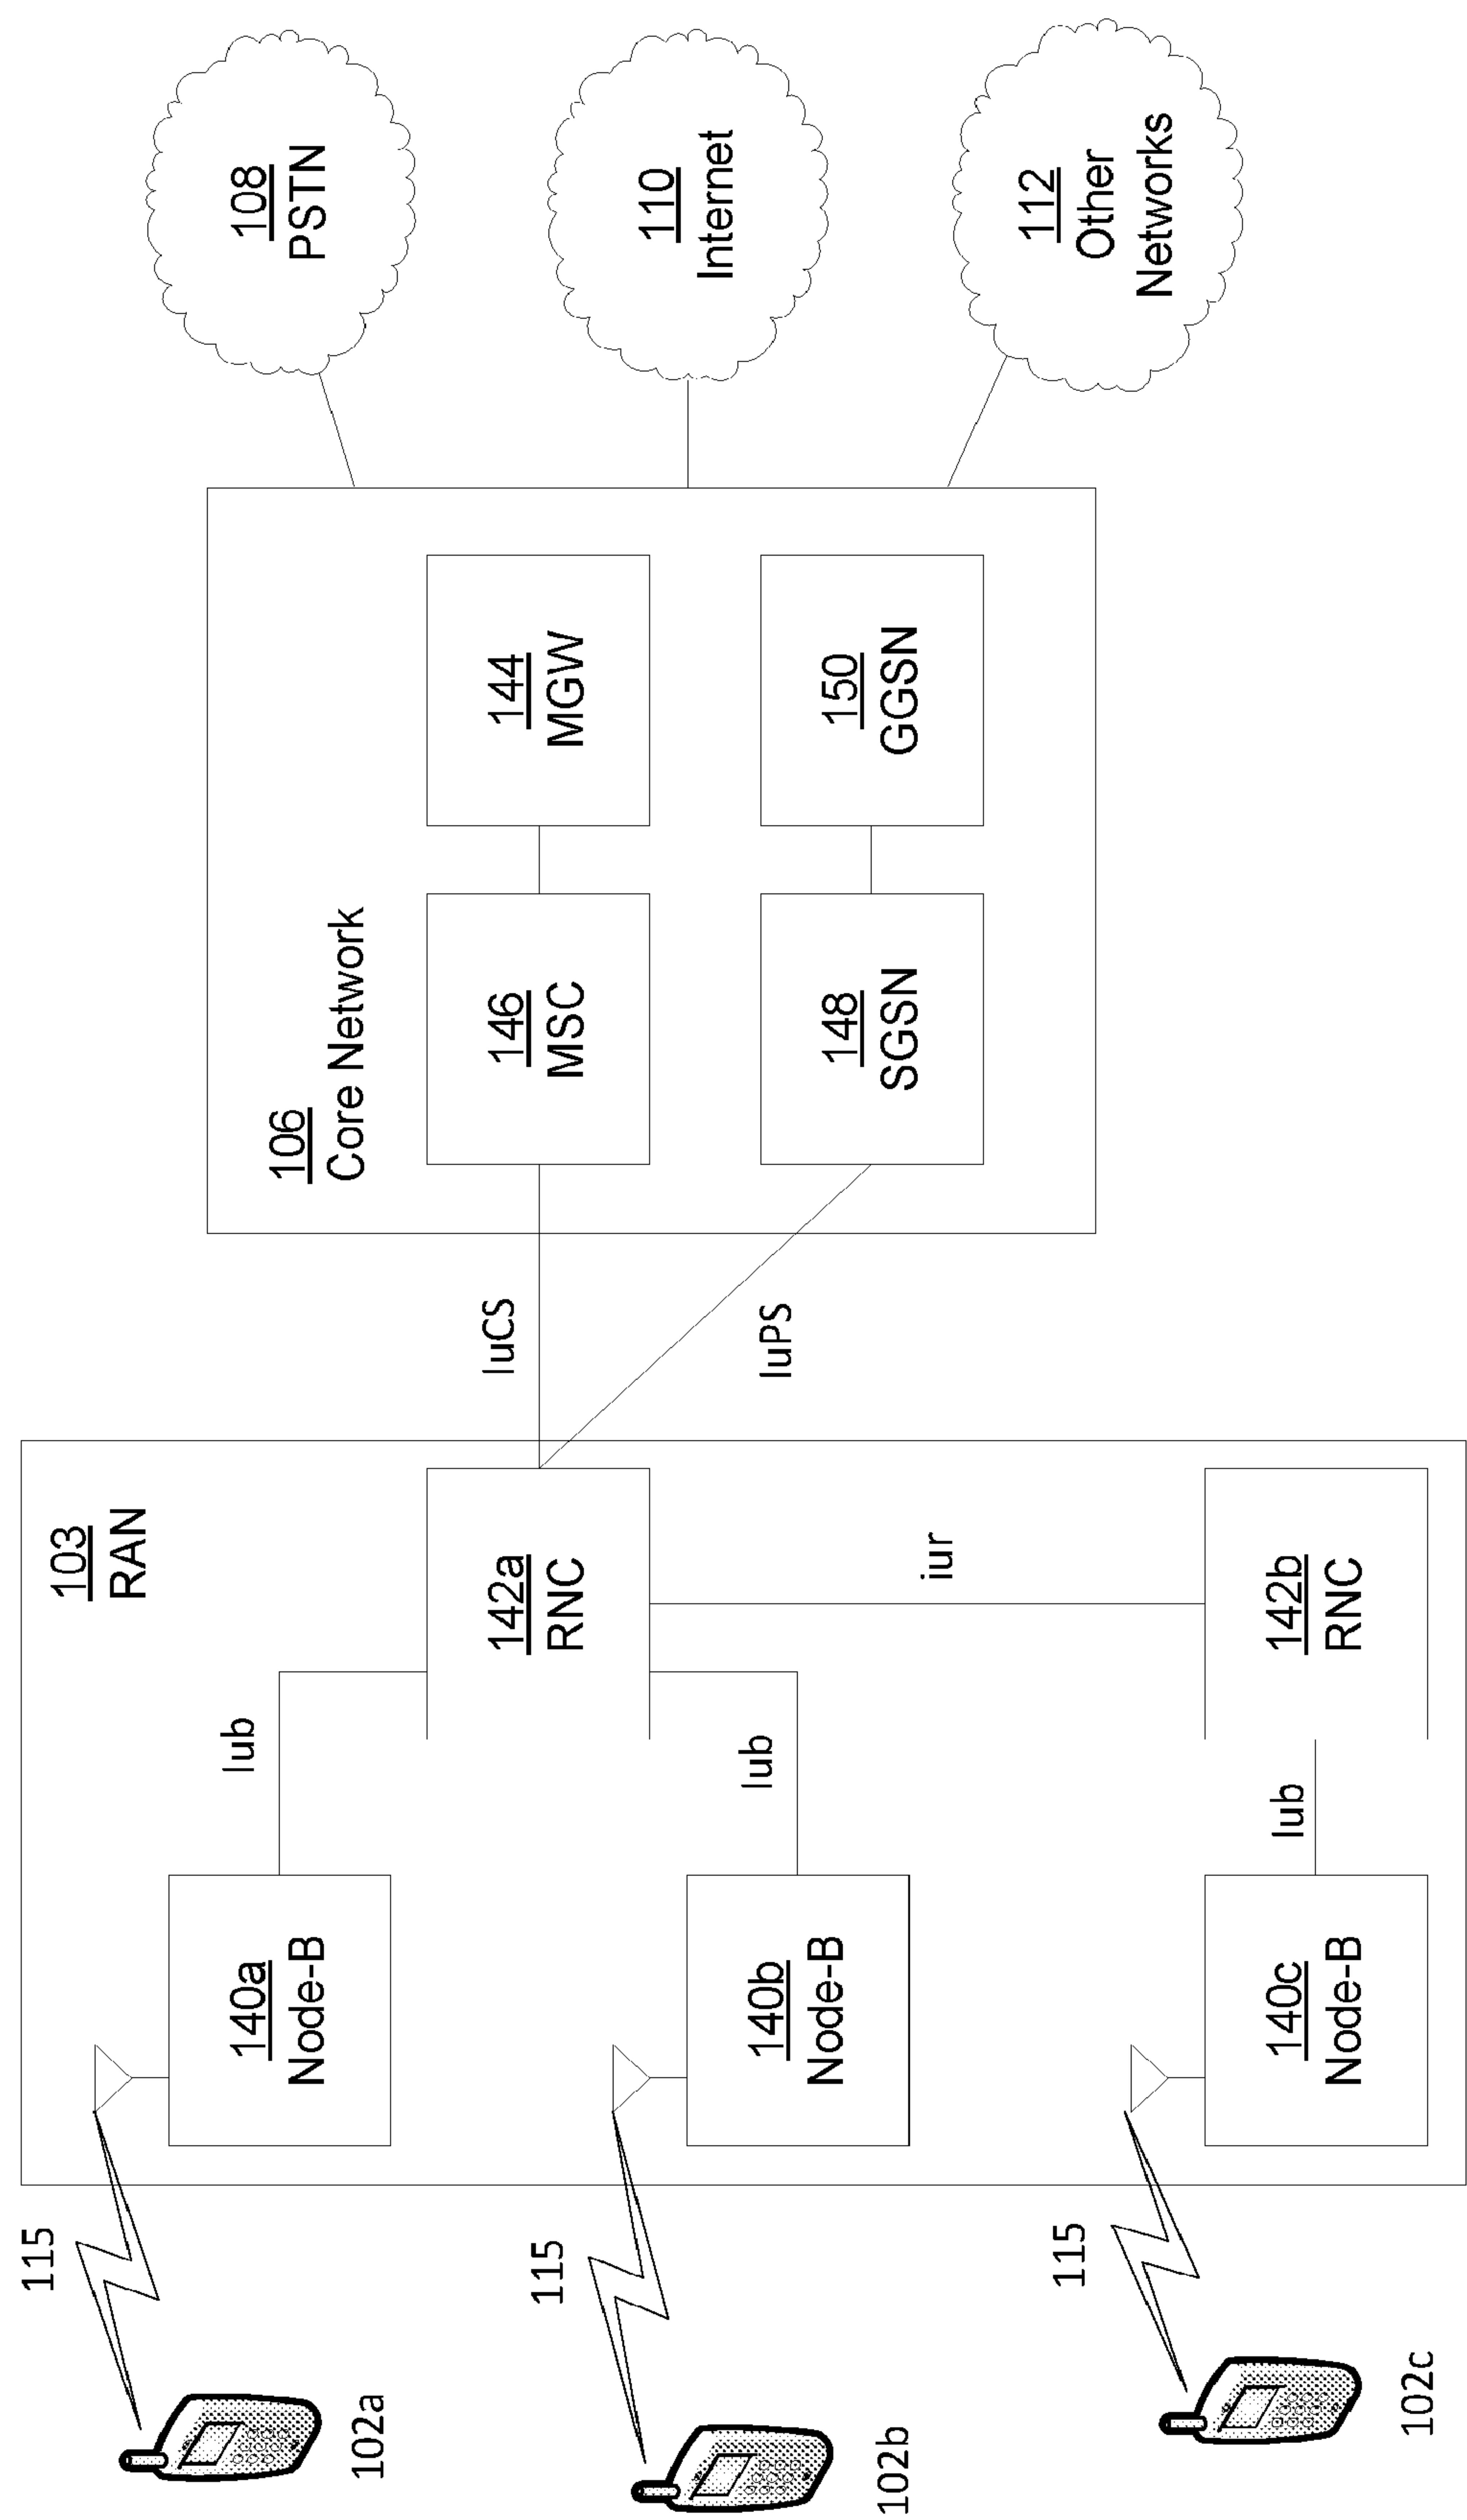 115
102a
140a
Node-B
Iub
103
RAN
115
102b
140b
Node-B
Iub
142a
RNC
115
102c
140c
Node-B
Iub
142b
RNC
iur
IuCS
IuPS
106
Core Network
146
MSC
144
MGW
148
SGSN
150
GGSN
108
PSTN
110
Internet
112
Other
Networks